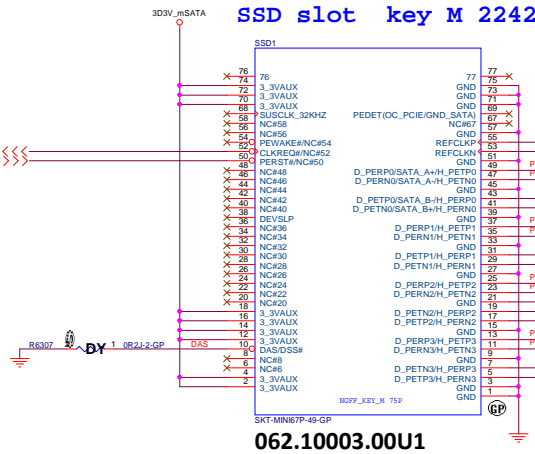 3D3V_mSATA
SSD slot key M 2242
SSD1
76 76 77 77
74 3_3VAUX GND 75
72 3_3VAUX GND 73
70 3_3VAUX GND 71
68 SUSCLK_32KHZ PEDET(OC_PCIE/GND_SATA) 69
58 NC#58 NC#67 67
56 NC#56 GND 57
54 PEWAKE#/NC#54 REFCLKP 55
52 CLKREQ#/NC#52 REFCLKN 53
50 PERST#/NC#50 GND 51
48 NC#48 D_PERP0/SATA_A+/H_PETP0 49
46 NC#46 D_PERN0/SATA_A-/H_PETN0 47
44 NC#44 GND 45
42 NC#42 D_PETP0/SATA_B-/H_PERP0 43
40 NC#40 D_PETN0/SATA_B+/H_PERN0 41
38 DEVSLP GND 39
36 NC#36 D_PERP1/H_PETP1 37
34 NC#34 D_PERN1/H_PETN1 35
32 NC#32 GND 33
30 NC#30 D_PETP1/H_PERP1 31
28 NC#28 D_PETN1/H_PERN1 29
26 NC#26 GND 27
24 NC#24 D_PERP2/H_PETP2 25
22 NC#22 D_PERN2/H_PETN2 23
20 NC#20 GND 21
18 3_3VAUX D_PETN2/H_PERP2 19
16 3_3VAUX D_PETP2/H_PERN2 17
14 3_3VAUX GND 15
12 3_3VAUX D_PERP3/H_PETP3 13
R6307 DY 1 0R2J-2-GP DAS 10 DAS/DSS# D_PERN3/H_PETN3 11
8 NC#8 GND 9
6 NC#6 D_PETN3/H_PERP3 7
4 3_3VAUX D_PETP3/H_PERN3 5
2 3_3VAUX GND 3
GND 1
NGFF_KEY_M 75P
GP
SKT-MINI67P-49-GP
062.10003.00U1